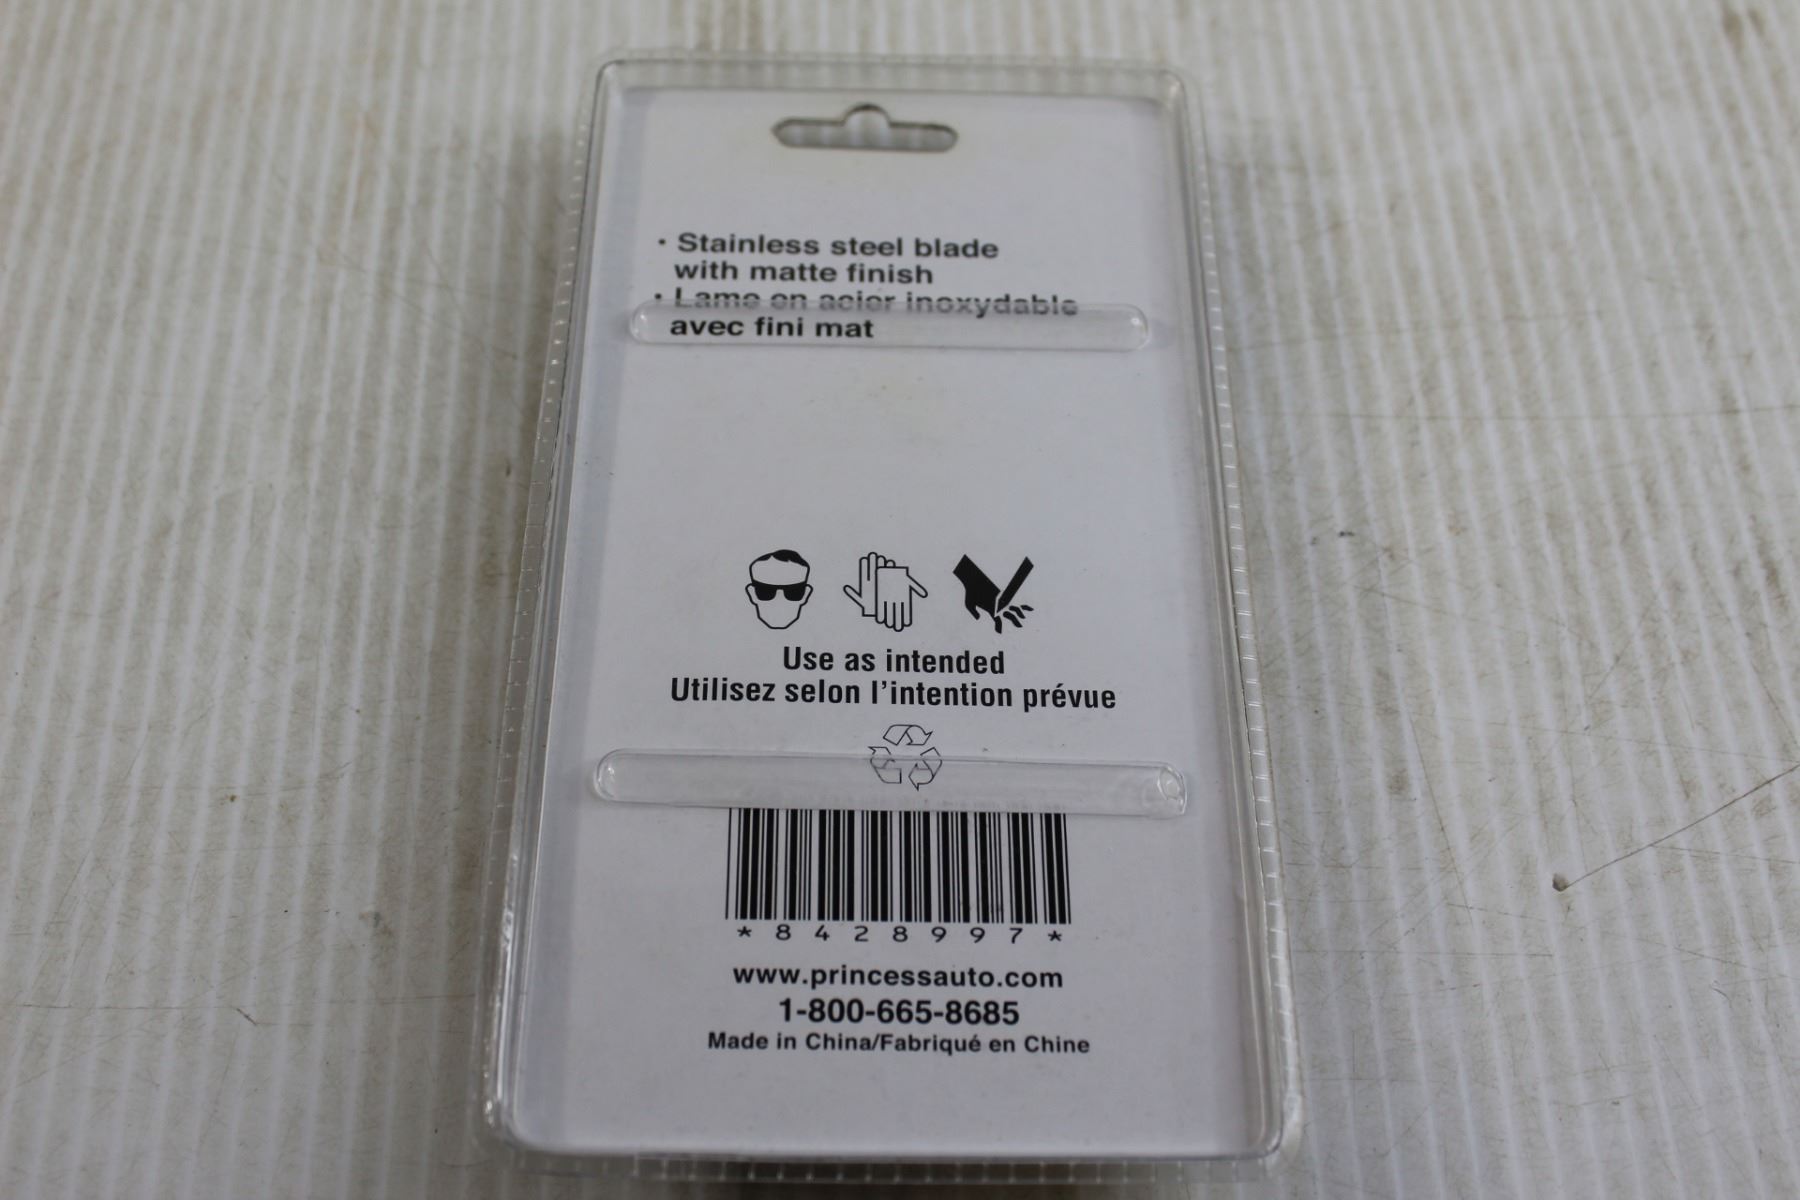 • Stainless steel blade
with matte finish
• Lame en acier inoxydable
avec fini mat
Use as intended
Utilisez selon l'intention prévue
*8428997*
www.princessauto.com
1-800-665-8685
Made in China/Fabriqué en Chine